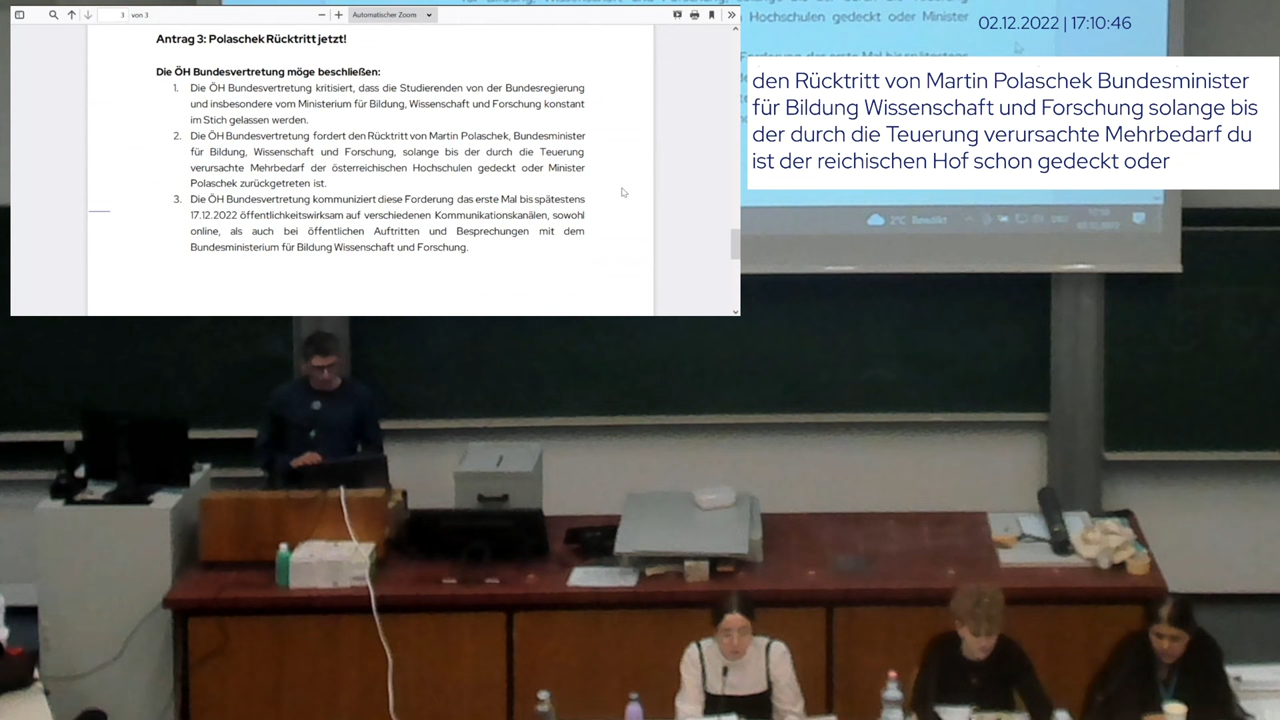 3
von 3
Automatischer Zoom
Antrag 3: Polaschek Rücktritt jetzt!
Die ÖH Bundesvertretung möge beschließen:
1. Die ÖH Bundesvertretung kritisiert, dass die Studierenden von der Bundesregierung
und insbesondere vom Ministerium für Bildung, Wissenschaft und Forschung konstant
im Stich gelassen werden.
2. Die ÖH Bundesvertretung fordert den Rücktritt von Martin Polaschek, Bundesminister
für Bildung, Wissenschaft und Forschung, solange bis der durch die Teuerung
verursachte Mehrbedarf der österreichischen Hochschulen gedeckt oder Minister
Polaschek zurückgetreten ist.
3. Die ÖH Bundesvertretung kommuniziert diese Forderung das erste Mal bis spätestens
17.12.2022 öffentlichkeitswirksam auf verschiedenen Kommunikationskanälen, sowohl
online, als auch bei öffentlichen Auftritten und Besprechungen mit dem
Bundesministerium für Bildung Wissenschaft und Forschung.
Hochschulen gedeckt oder Minister
02.12.2022 | 17:10:46
den Rücktritt von Martin Polaschek Bundesminister
für Bildung Wissenschaft und Forschung solange bis
der durch die Teuerung verursachte Mehrbedarf du
ist der reichischen Hof schon gedeckt oder
2°C